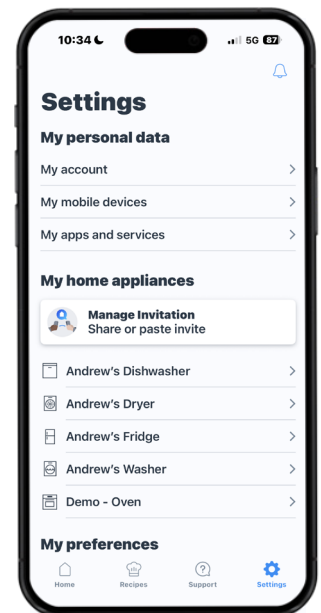 10:34
5G 87
Settings
My personal data
My account
My mobile devices
My apps and services
My home appliances
Manage Invitation
Share or paste invite
Andrew’s Dishwasher
Andrew’s Dryer
Andrew’s Fridge
Andrew’s Washer
Demo - Oven
My preferences
Home
Recipes
Support
Settings